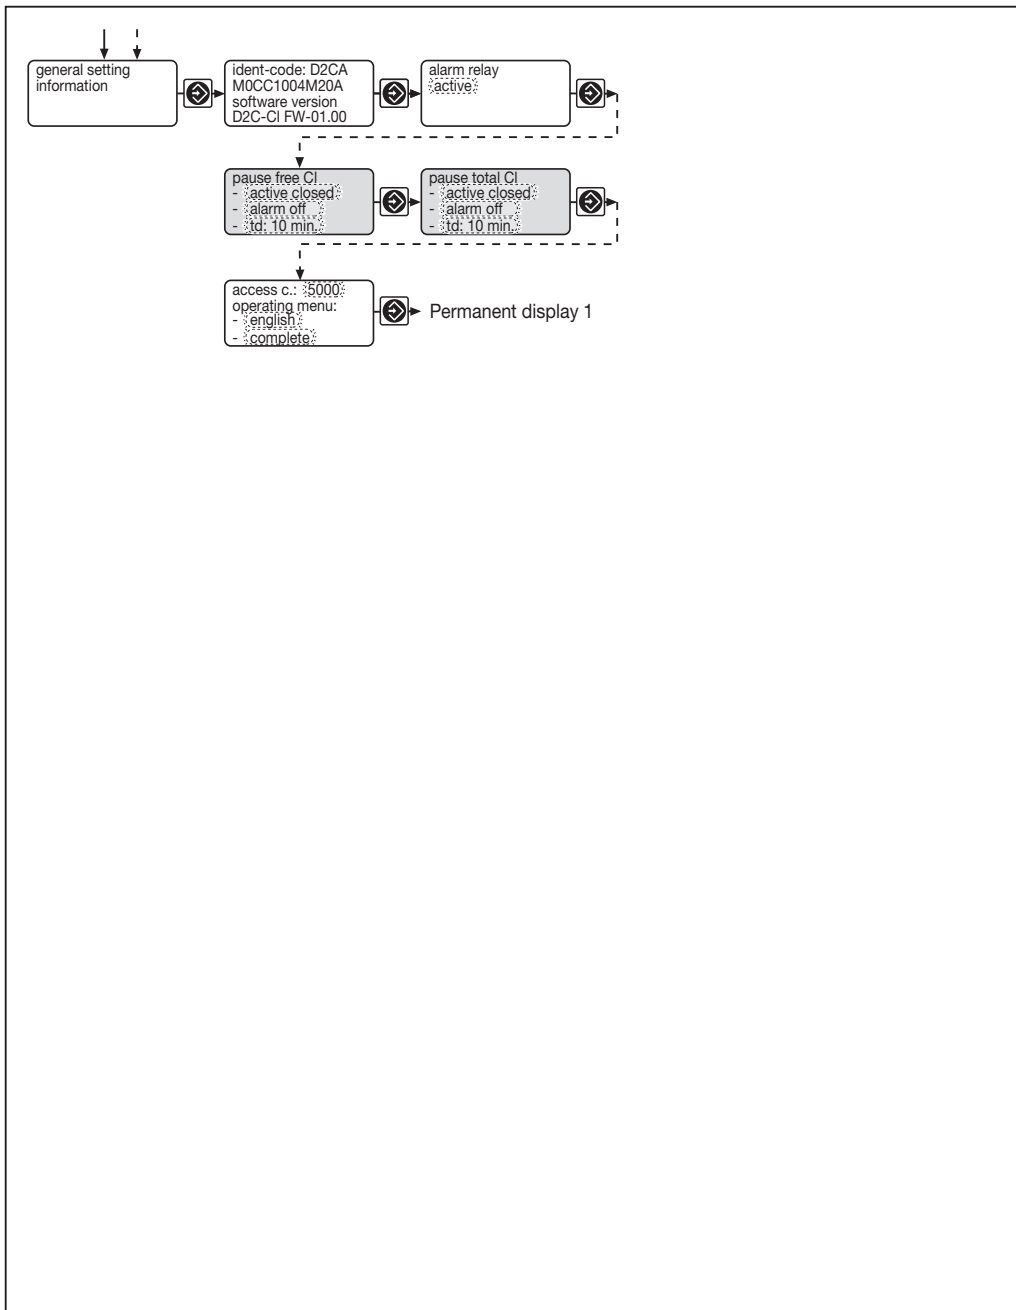 general setting
information
ident-code: D2CA
M0CC1004M20A
software version
D2C-Cl FW-01.00
alarm relay
active
pause free Cl
- active closed
- alarm off
- td: 10 min.
pause total Cl
- active closed
- alarm off
- td: 10 min.
access c.: 5000
operating menu:
- english
- complete
Permanent display 1